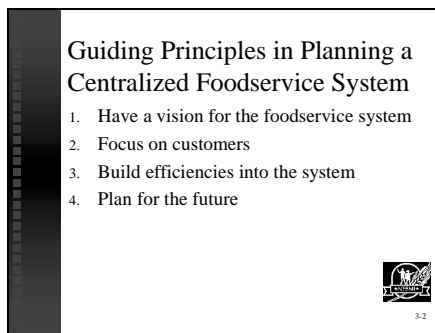 Guiding Principles in Planning a
Centralized Foodservice System
1. Have a vision for the foodservice system
2. Focus on customers
3. Build efficiencies into the system
4. Plan for the future
NFSMI
3-2